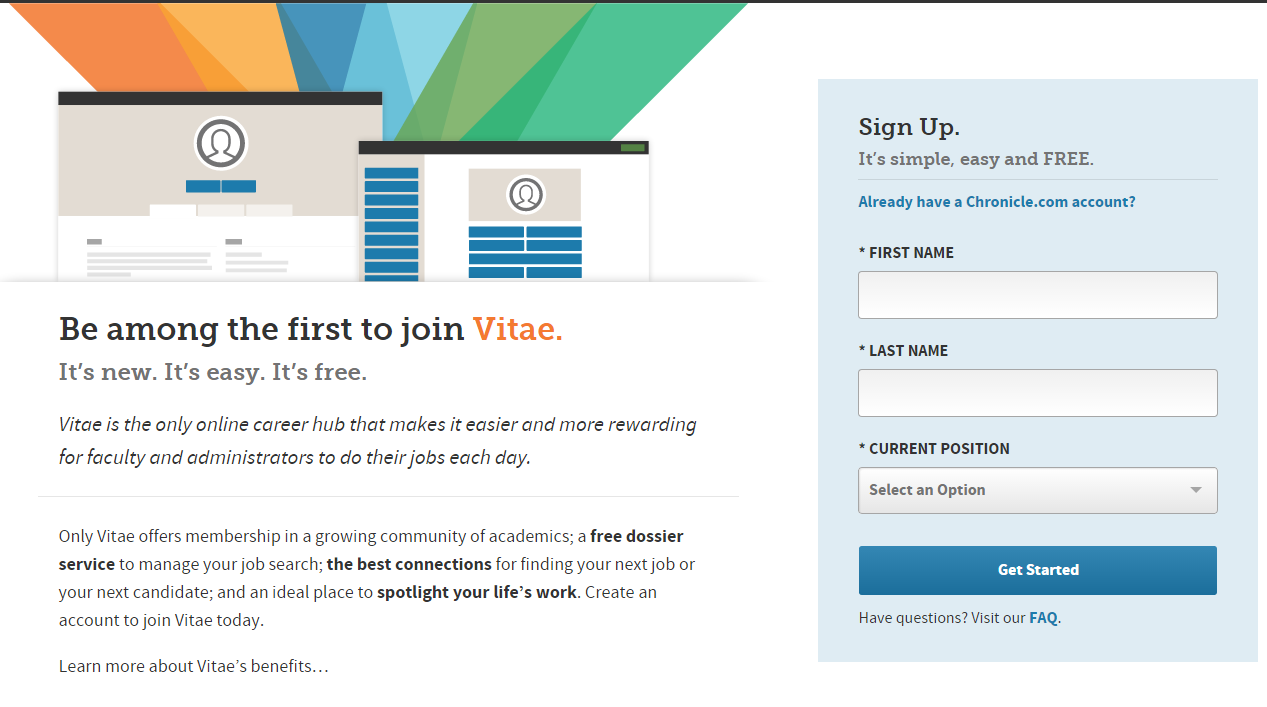 Be among the first to join Vitae.
It's new. It's easy. It's free.
Vitae is the only online career hub that makes it easier and more rewarding
for faculty and administrators to do their jobs each day.
Only Vitae offers membership in a growing community of academics; a free dossier
service to manage your job search; the best connections for finding your next job or
your next candidate; and an ideal place to spotlight your life's work. Create an
account to join Vitae today.
Learn more about Vitae's benefits…
Sign Up.
It's simple, easy and FREE.
Already have a Chronicle.com account?
* FIRST NAME
* LAST NAME
* CURRENT POSITION
Select an Option
Get Started
Have questions? Visit our FAQ.